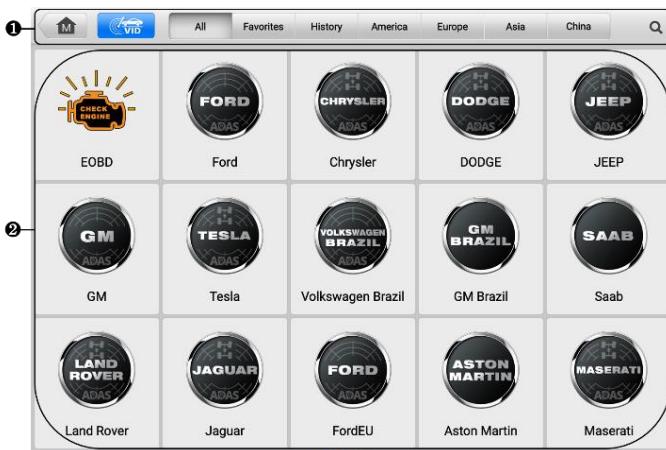 ❶
M
VID
All Favorites History America Europe Asia China
❷
CHECK
ENGINE
EOBD
FORD
ADAS
Ford
CHRYSLER
ADAS
Chrysler
DODGE
ADAS
DODGE
JEEP
ADAS
JEEP
GM
ADAS
GM
TESLA
ADAS
Tesla
VOLKSWAGEN
BRAZIL
ADAS
Volkswagen Brazil
GM
BRAZIL
GM Brazil
SAAB
Saab
LAND
ROVER
ADAS
Land Rover
JAGUAR
ADAS
Jaguar
FORD
ADAS
FordEU
ASTON
MARTIN
ADAS
Aston Martin
MASERATI
ADAS
Maserati